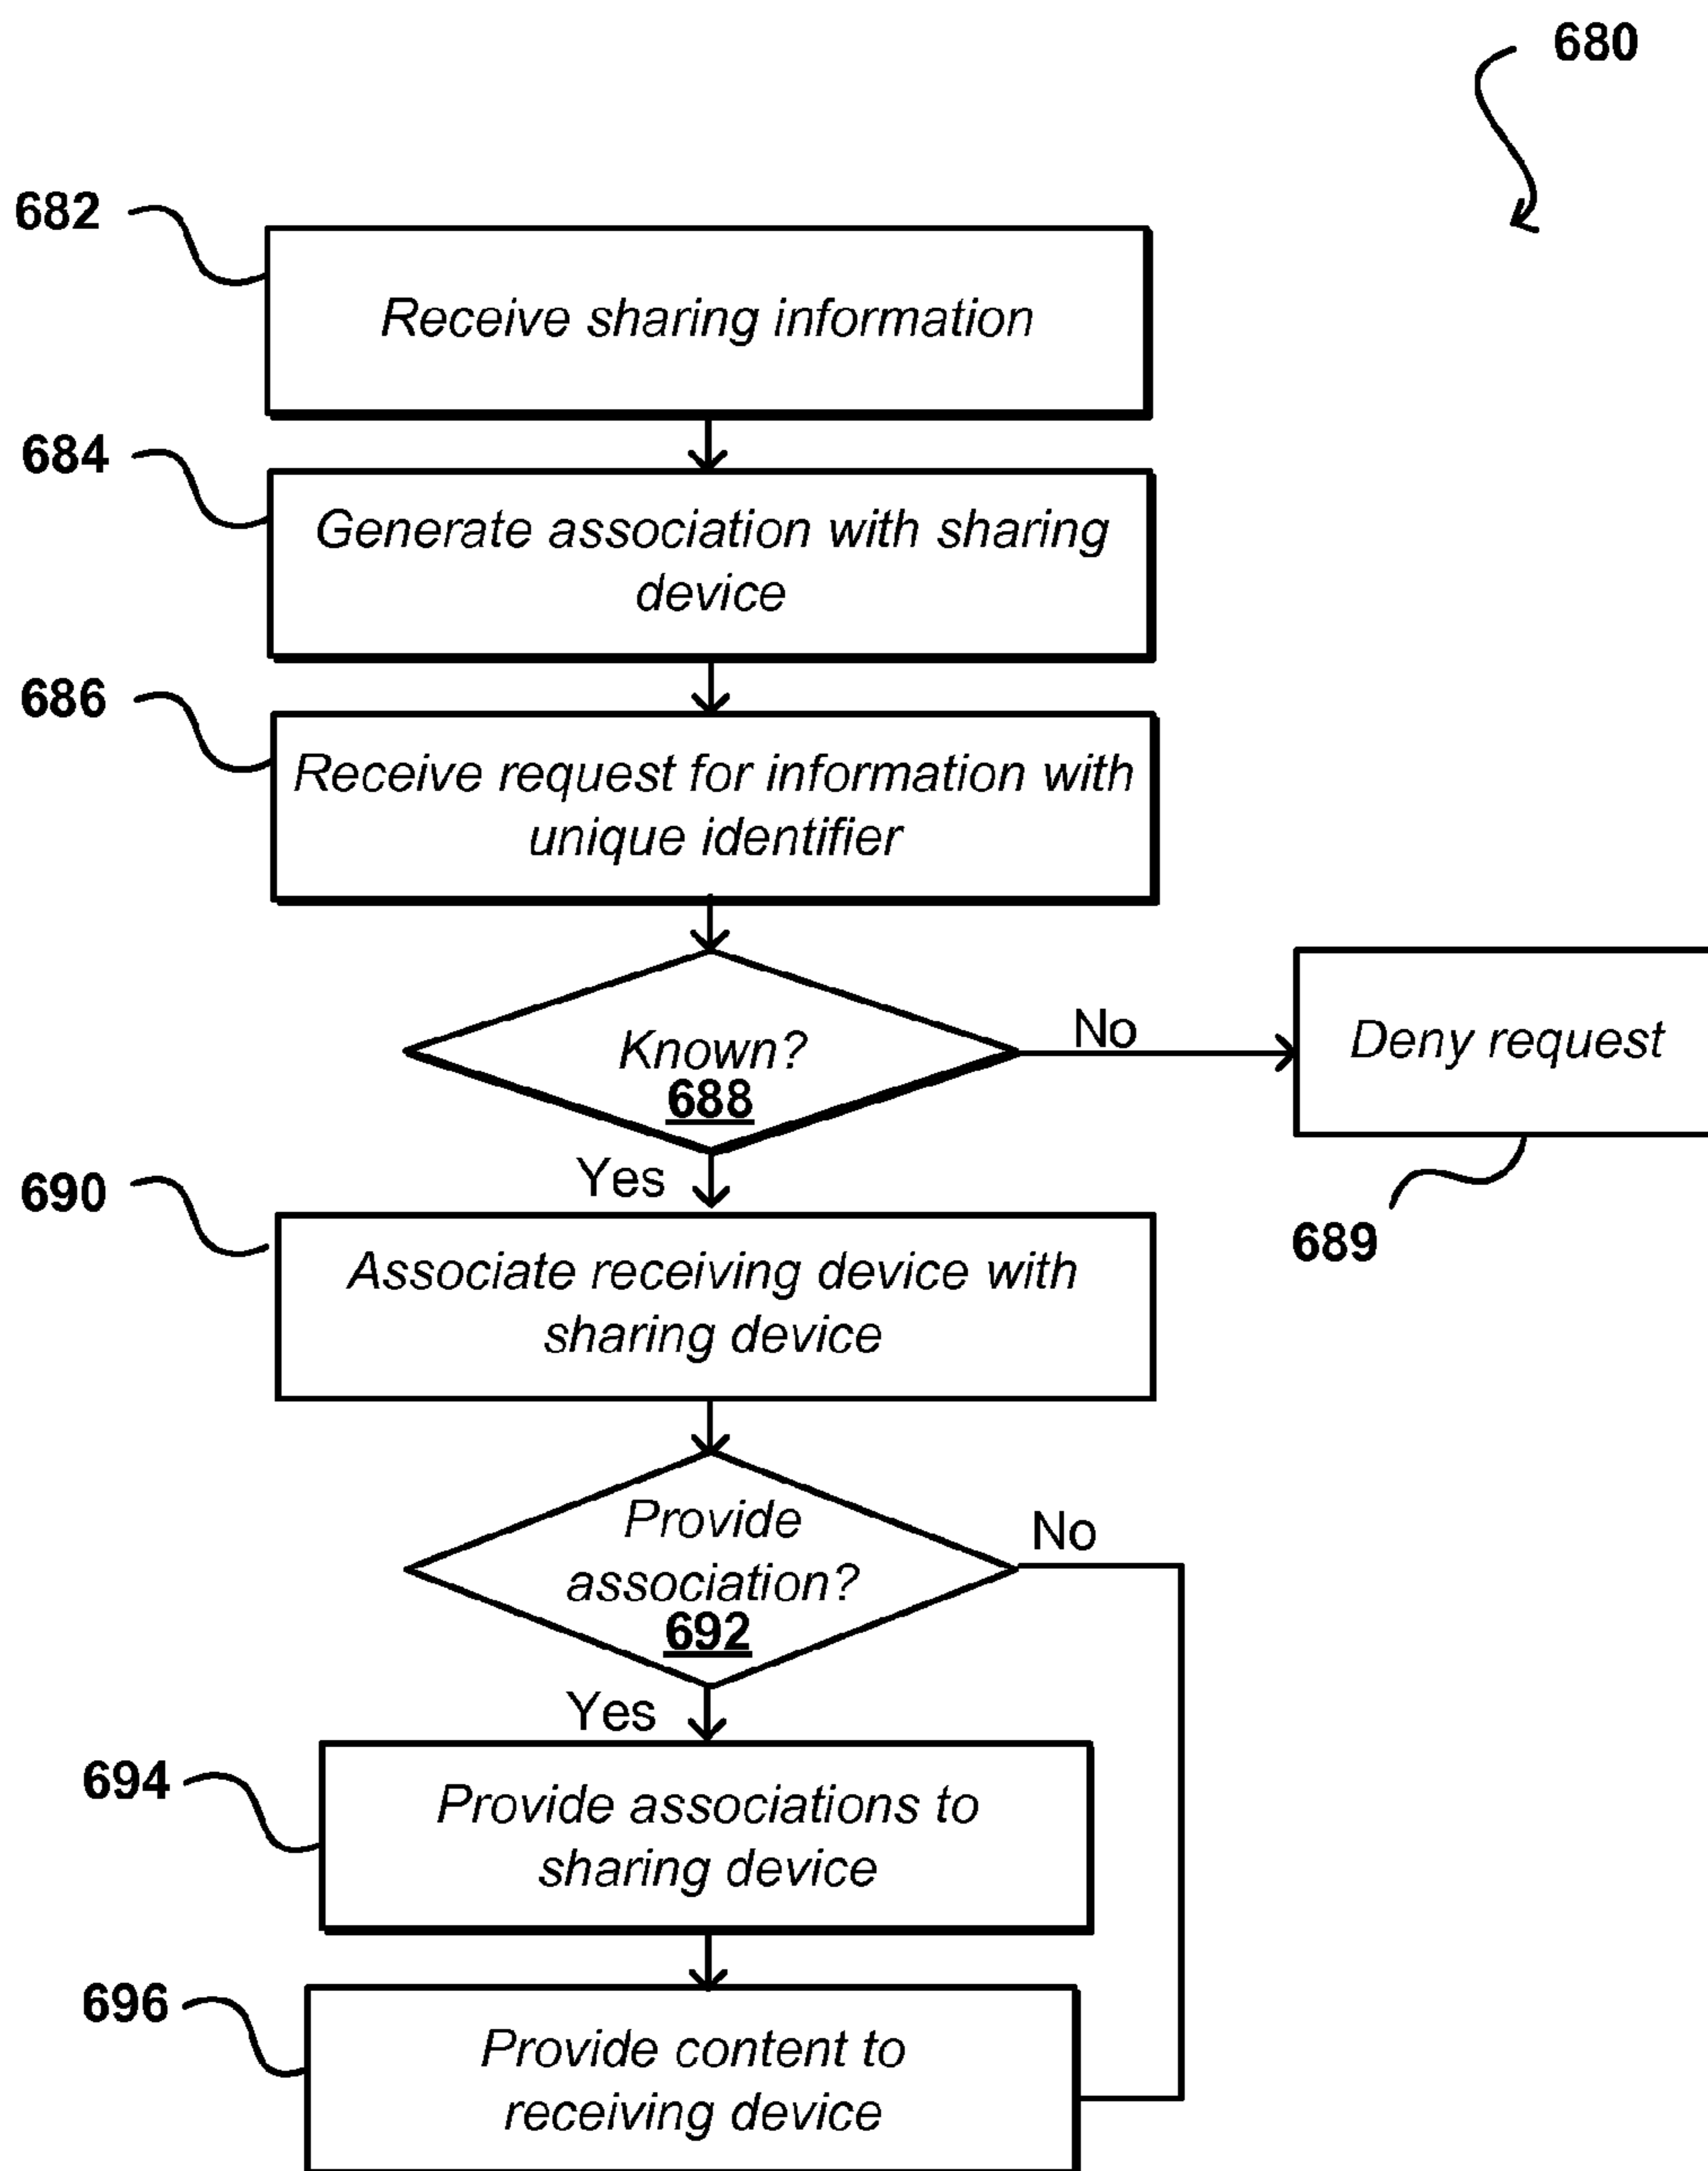 680
682
Receive sharing information
684
Generate association with sharing
device
686
Receive request for information with
unique identifier
Known?
688
No
Deny request
689
Yes
690
Associate receiving device with
sharing device
Provide
association?
692
No
Yes
694
Provide associations to
sharing device
696
Provide content to
receiving device